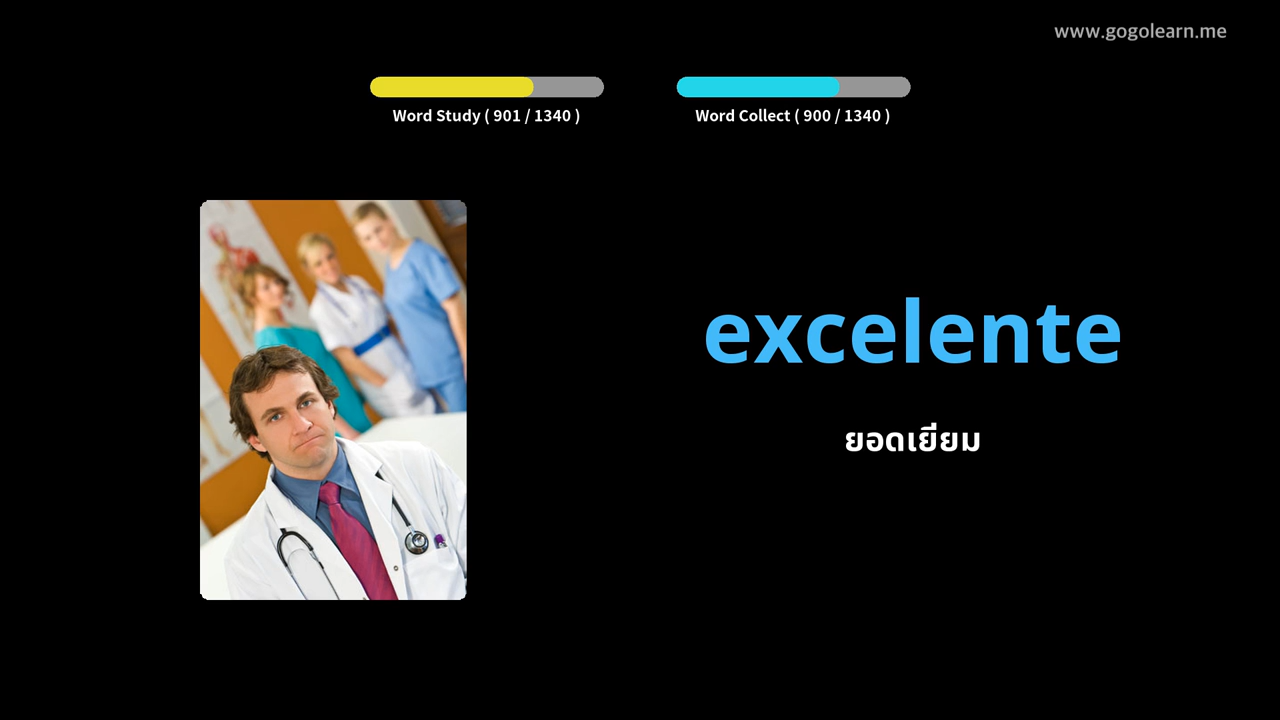 www.gogolearn.me
Word Study ( 901 / 1340 )
Word Collect ( 900 / 1340 )
excelente
ยอดเยี่ยม